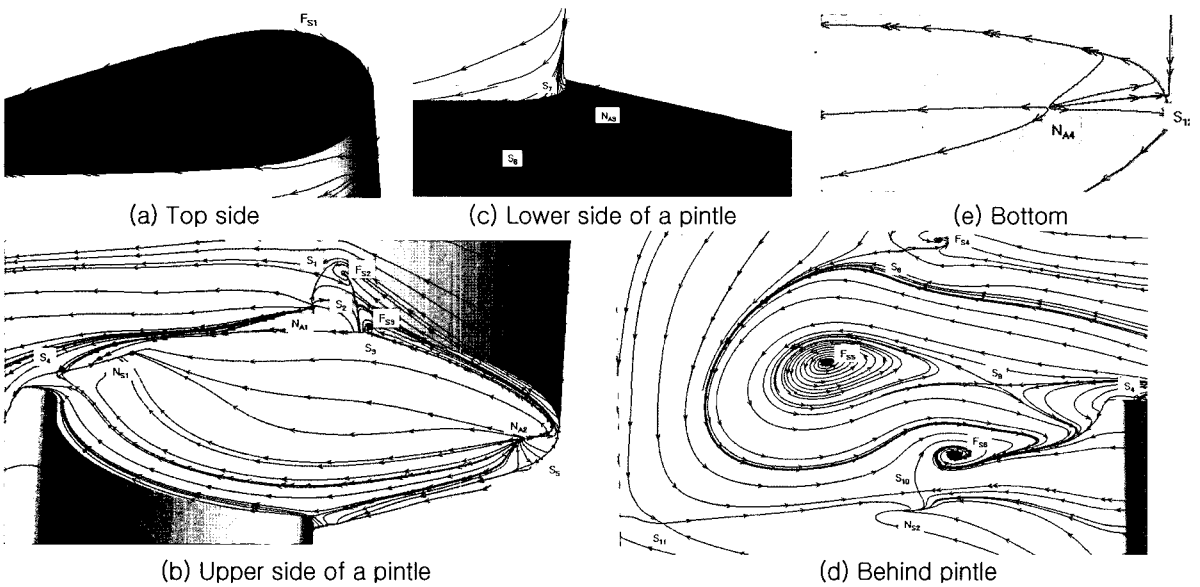 F_S1
(a) Top side
S_7
N_A3
S_8
(c) Lower side of a pintle
N_A4
S_12
(e) Bottom
S_1
F_S2
S_2
N_A1
F_S3
S_3
S_4
N_S1
N_A2
S_5
(b) Upper side of a pintle
F_S4
S_6
F_S5
S_9
S_4
F_S6
S_10
N_S2
S_11
(d) Behind pintle